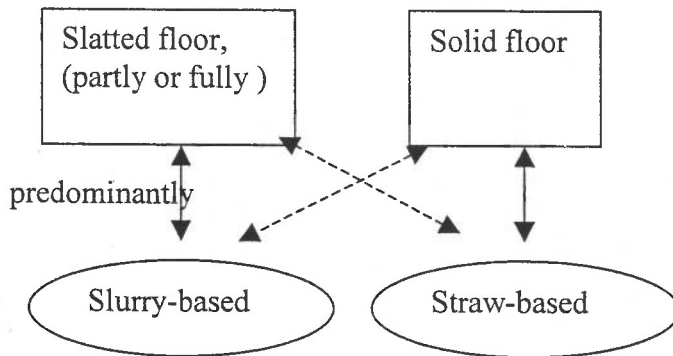 Slatted floor,
(partly or fully )
Solid floor
predominantly
Slurry-based
Straw-based